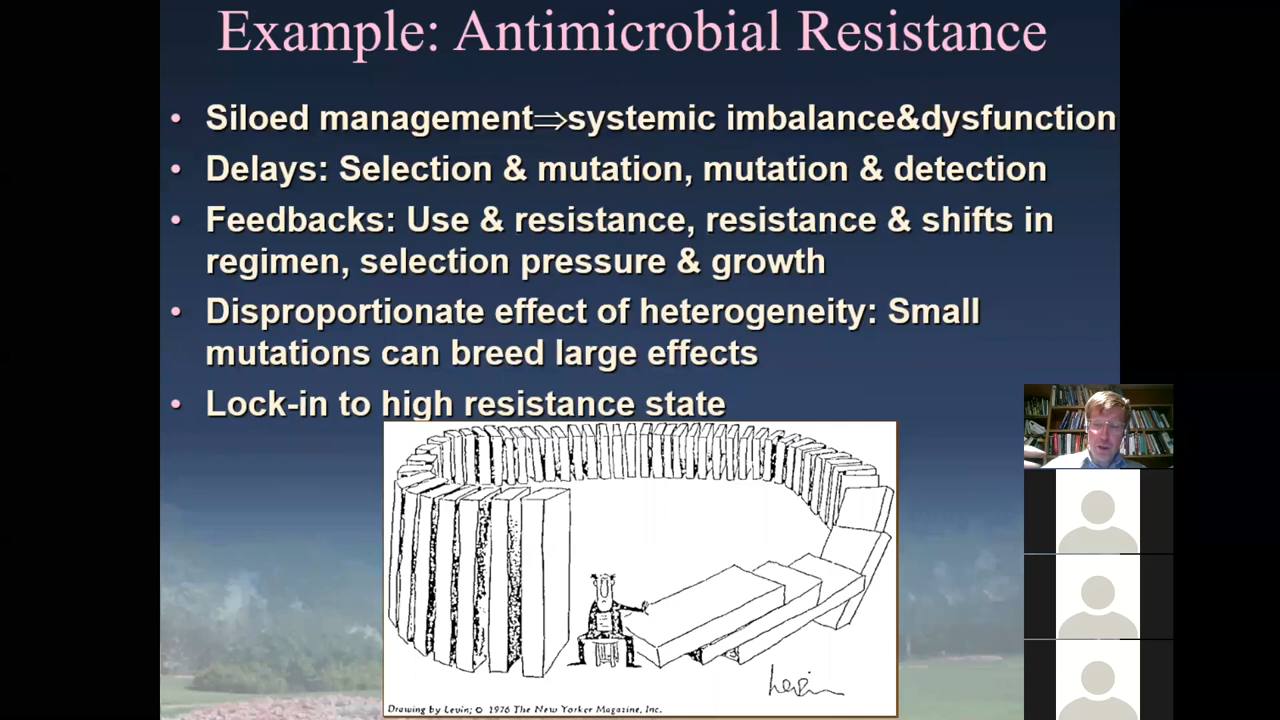 Example: Antimicrobial Resistance
• Siloed management⇒systemic imbalance&dysfunction
• Delays: Selection & mutation, mutation & detection
• Feedbacks: Use & resistance, resistance & shifts in
regimen, selection pressure & growth
• Disproportionate effect of heterogeneity: Small
mutations can breed large effects
• Lock-in to high resistance state
Levin
Drawing by Levin; © 1976 The New Yorker Magazine, Inc.